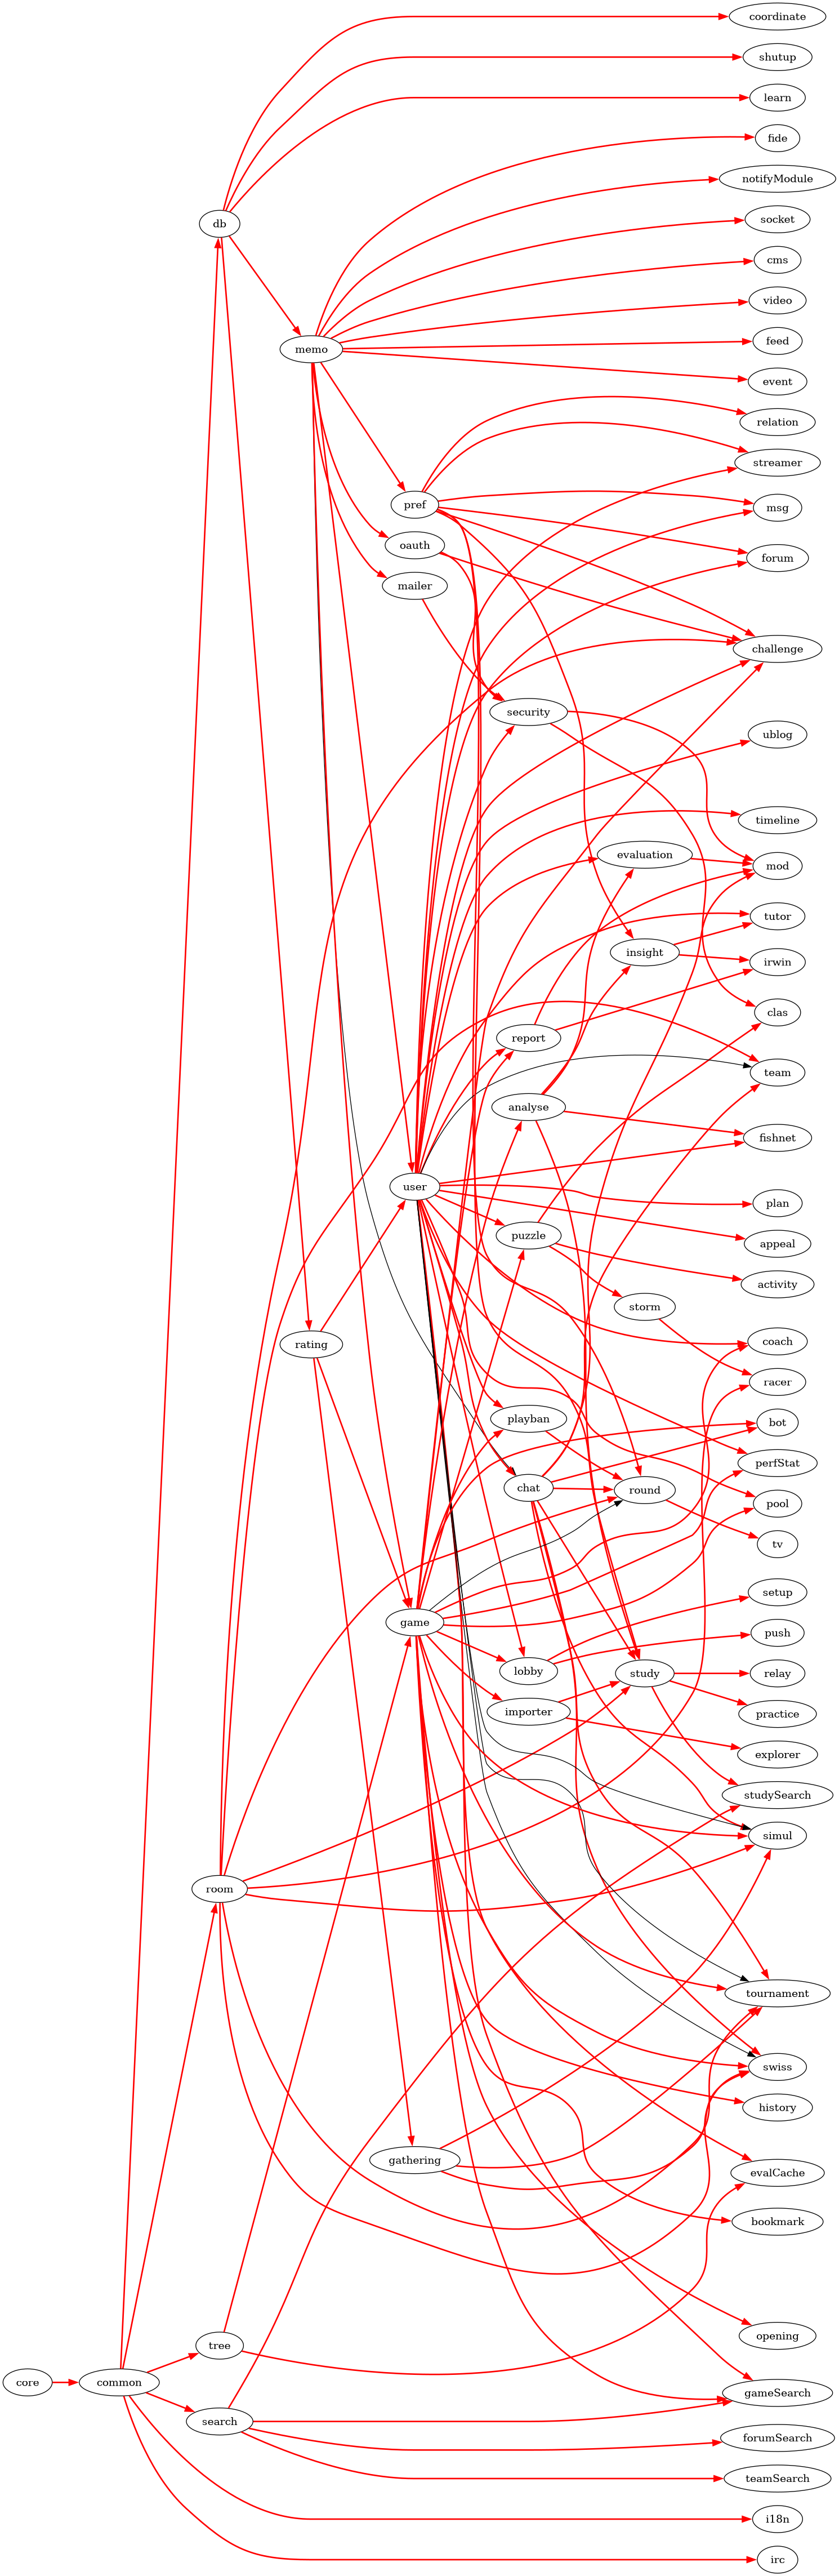 coordinate
shutup
learn
fide
notifyModule
socket
db
cms
video
feed
memo
event
relation
streamer
pref
msg
oauth
forum
mailer
challenge
security
ublog
timeline
evaluation
mod
tutor
insight
irwin
clas
report
team
analyse
fishnet
user
plan
puzzle
appeal
activity
storm
coach
rating
racer
playban
bot
perfStat
chat
round
pool
tv
setup
game
push
lobby
study
relay
importer
practice
explorer
studySearch
simul
room
tournament
swiss
history
gathering
evalCache
bookmark
opening
tree
core
common
gameSearch
search
forumSearch
teamSearch
i18n
irc